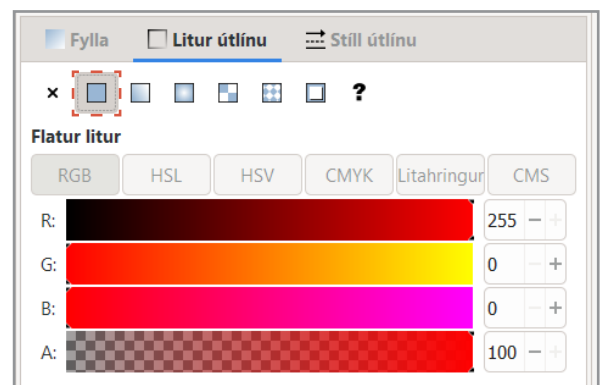 Fylla Litur útlínu Stíll útlínu
× ?
Flatur litur
RGB HSL HSV CMYK Litahringur CMS
R: 255 − +
G: 0 − +
B: 0 − +
A: 100 − +